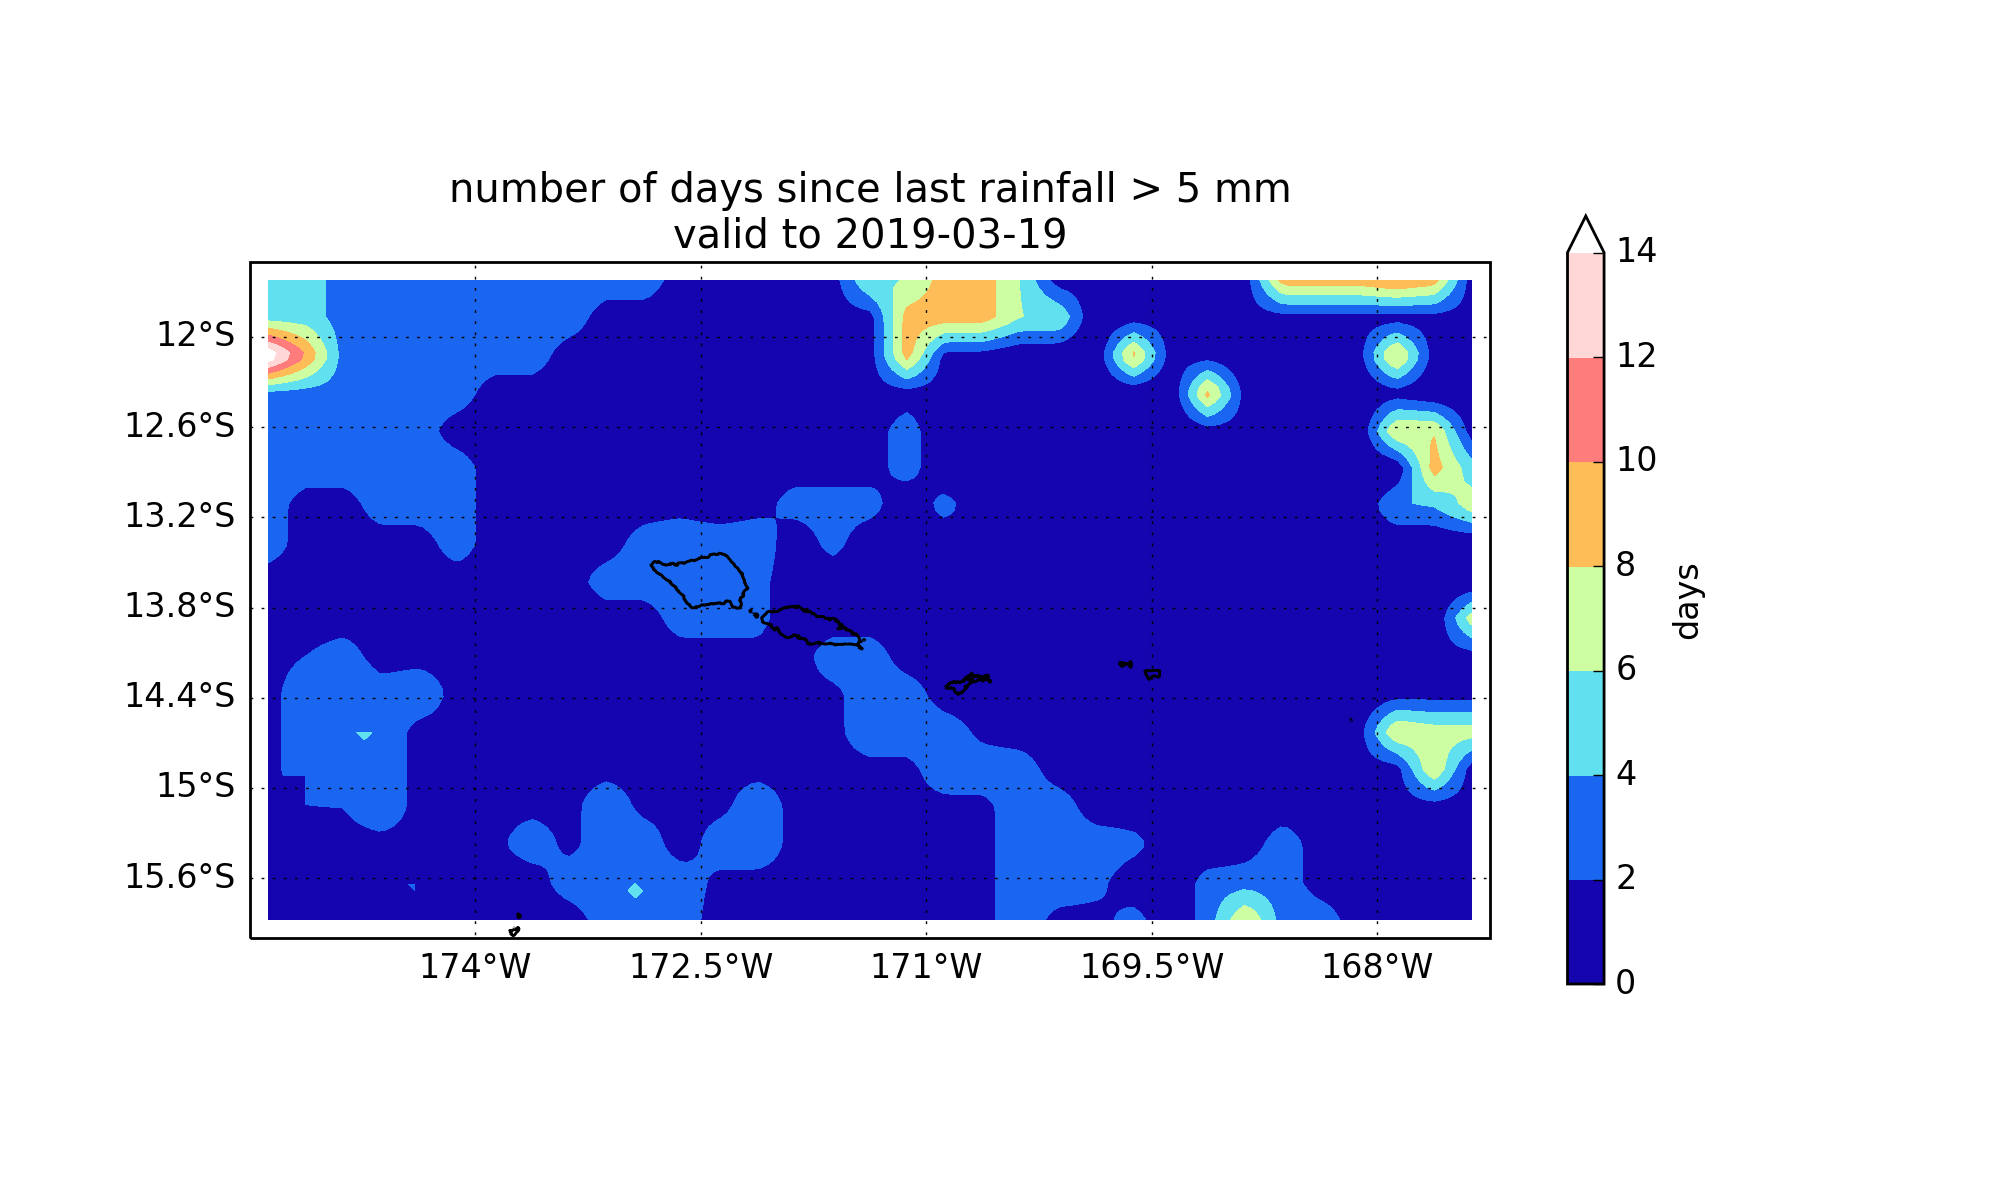 number of days since last rainfall > 5 mm
valid to 2019-03-19
12°S
12.6°S
13.2°S
13.8°S
14.4°S
15°S
15.6°S
174°W
172.5°W
171°W
169.5°W
168°W
14
12
10
8
6
4
2
0
days